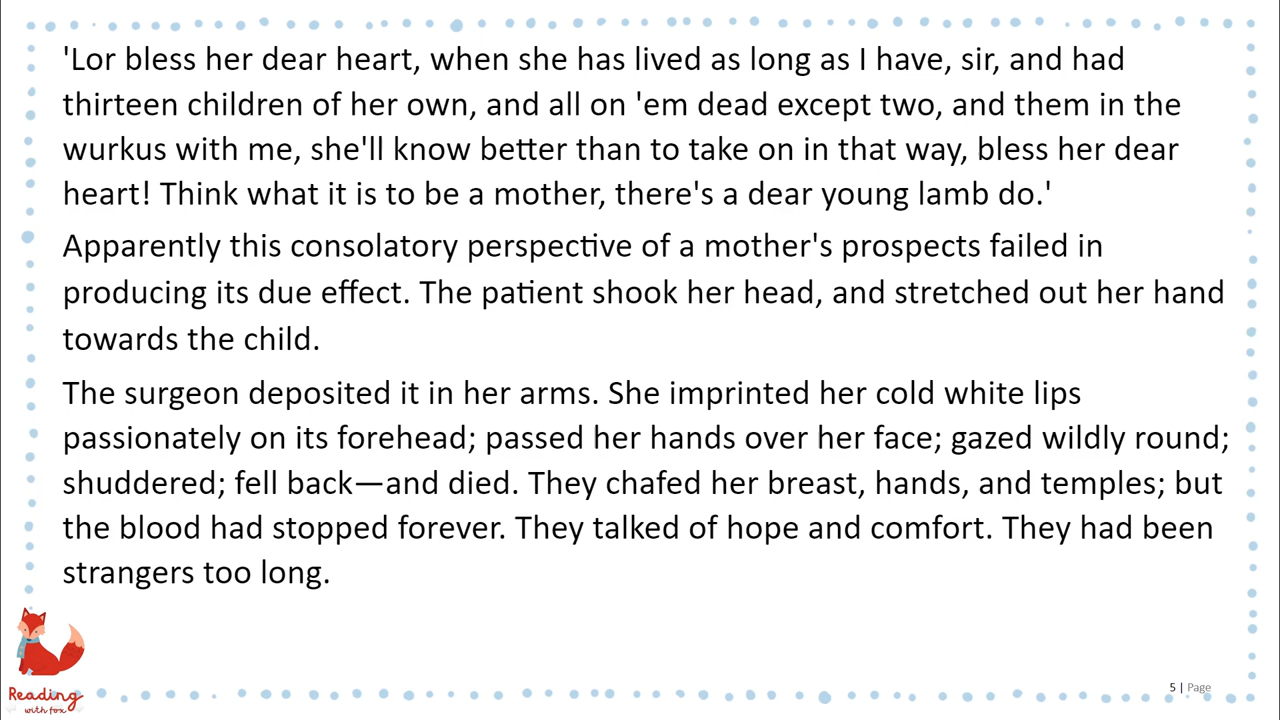 'Lor bless her dear heart, when she has lived as long as I have, sir, and had
thirteen children of her own, and all on 'em dead except two, and them in the
wurkus with me, she'll know better than to take on in that way, bless her dear
heart! Think what it is to be a mother, there's a dear young lamb do.'
Apparently this consolatory perspective of a mother's prospects failed in
producing its due effect. The patient shook her head, and stretched out her hand
towards the child.
The surgeon deposited it in her arms. She imprinted her cold white lips
passionately on its forehead; passed her hands over her face; gazed wildly round;
shuddered; fell back—and died. They chafed her breast, hands, and temples; but
the blood had stopped forever. They talked of hope and comfort. They had been
strangers too long.
Reading
with fox
5 | Page